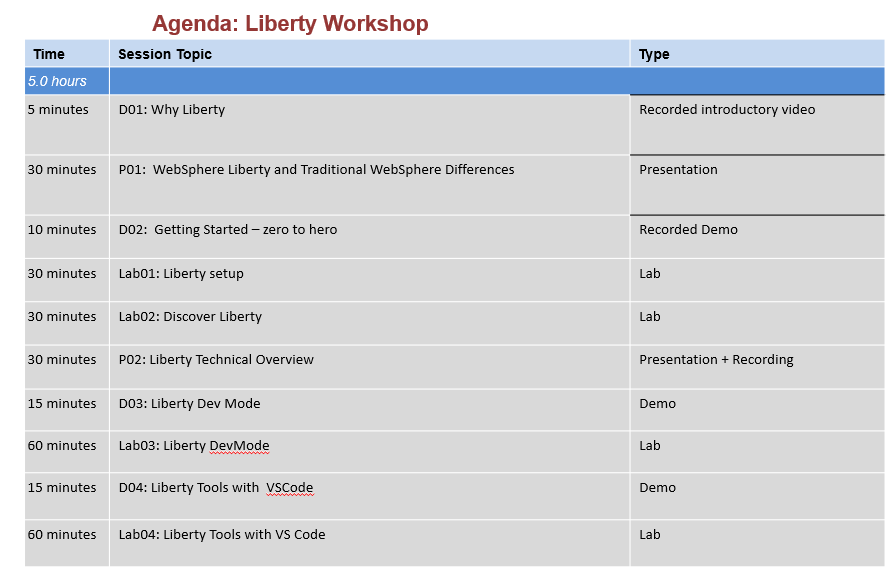 Agenda: Liberty Workshop
Time Session Topic Type
5.0 hours
5 minutes D01: Why Liberty Recorded introductory video
30 minutes P01:  WebSphere Liberty and Traditional WebSphere Differences Presentation
10 minutes D02:  Getting Started – zero to hero Recorded Demo
30 minutes Lab01: Liberty setup Lab
30 minutes Lab02: Discover Liberty Lab
30 minutes P02: Liberty Technical Overview Presentation + Recording
15 minutes D03: Liberty Dev Mode Demo
60 minutes Lab03: Liberty DevMode Lab
15 minutes D04: Liberty Tools with  VSCode Demo
60 minutes Lab04: Liberty Tools with VS Code Lab